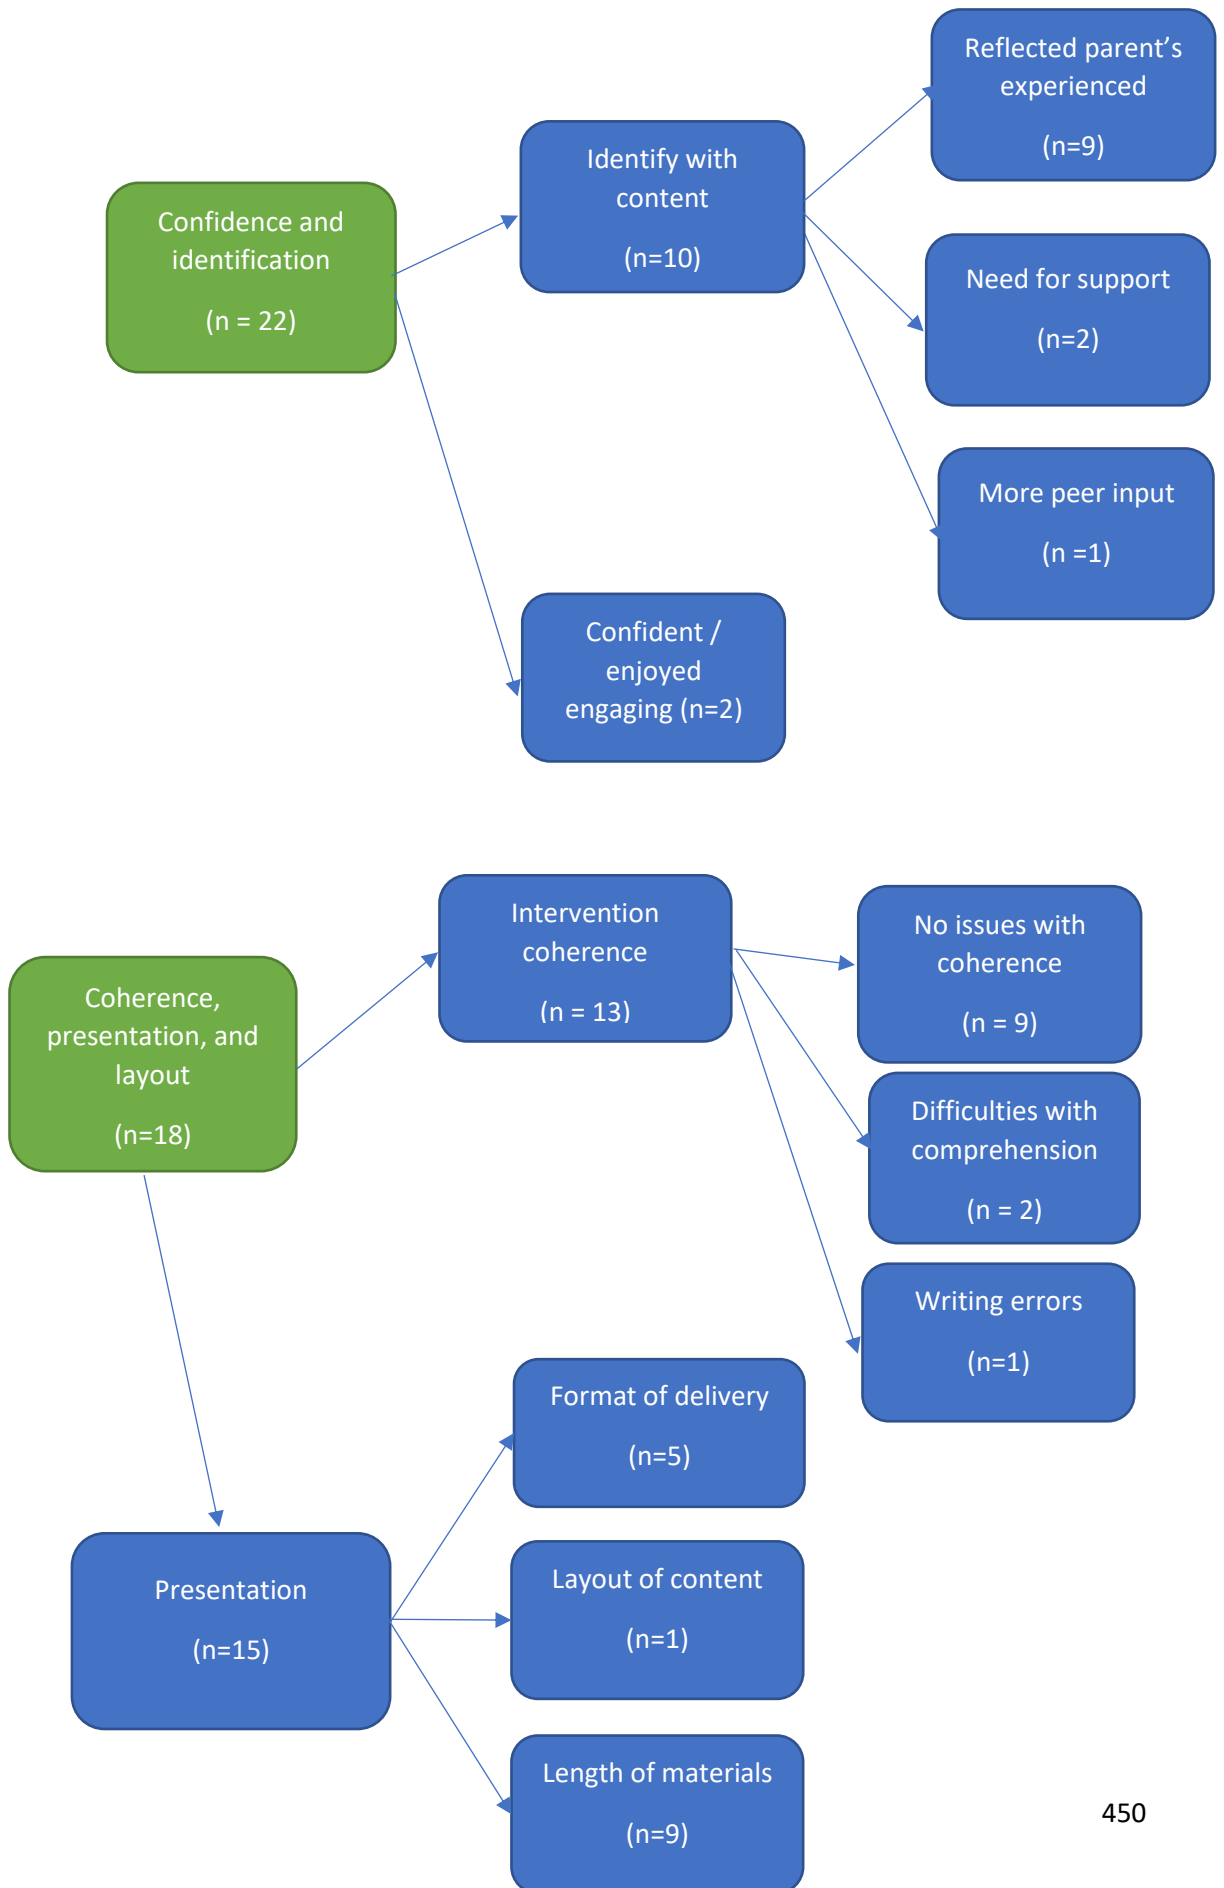 Reflected parent's
experienced
(n=9)
Identify with
content
(n=10)
Confidence and
identification
(n = 22)
Need for support
(n=2)
More peer input
(n =1)
Confident /
enjoyed
engaging (n=2)
Intervention
coherence
(n = 13)
No issues with
coherence
(n = 9)
Coherence,
presentation, and
layout
(n=18)
Difficulties with
comprehension
(n = 2)
Writing errors
(n=1)
Format of delivery
(n=5)
Presentation
(n=15)
Layout of content
(n=1)
Length of materials
(n=9)
450